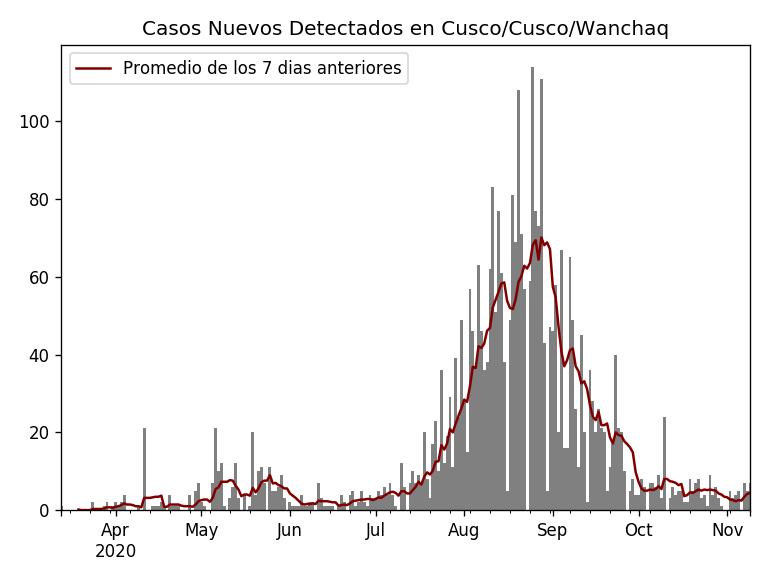 Casos Nuevos Detectados en Cusco/Cusco/Wanchaq
Promedio de los 7 dias anteriores
100
80
60
40
20
0
Apr May Jun Jul Aug Sep Oct Nov
2020